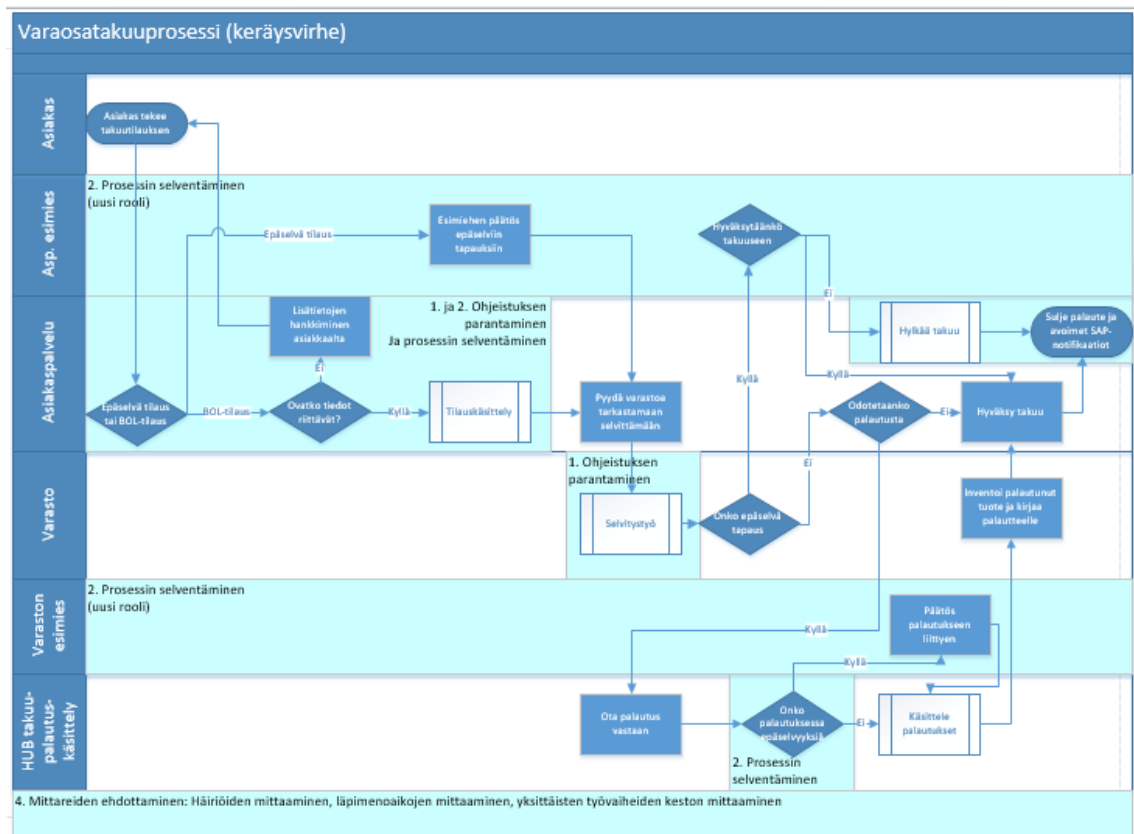 Varaosatakuuprosessi (keräysvirhe)
Asiakas
Asiakas tekee
takuutilauksen
Asp. esimies
2. Prosessin selventäminen
(uusi rooli)
Epäselvä tilaus
Esimiehen päätös
epäselviin
tapauksiin
Hyväksytäänkö
takuuseen
Ei
Asiakaspalvelu
Lisätietojen
hankkiminen
asiakkaalta
1. ja 2. Ohjeistuksen
parantaminen
Ja prosessin selventäminen
Hylkää takuu
Sulje palaute ja
avoimet SAP-
notifikaatiot
Ei
Kyllä
Kyllä
Epäselvä tilaus
tai BOL-tilaus
BOL-tilaus
Ovatko tiedot
riittävät?
Kyllä
Tilauskäsittely
Pyydä varastoa
tarkastamaan
selvittämään
Odotetaanko
palautusta
Ei
Hyväksy takuu
Ei
Varasto
1. Ohjeistuksen
parantaminen
Selvitystyö
Onko epäselvä
tapaus
Inventoi palautunut
tuote ja kirjaa
palautteelle
Varaston
esimies
2. Prosessin selventäminen
(uusi rooli)
Kyllä
Päätös
palautukseen
liittyen
Kyllä
HUB takuu-
palautus-
käsittely
Ota palautus
vastaan
Onko
palautuksessa
epäselvyyksiä
Ei
Käsittele
palautukset
2. Prosessin
selventäminen
4. Mittareiden ehdottaminen: Häiriöiden mittaaminen, läpimenoaikojen mittaaminen, yksittäisten työvaiheiden keston mittaaminen